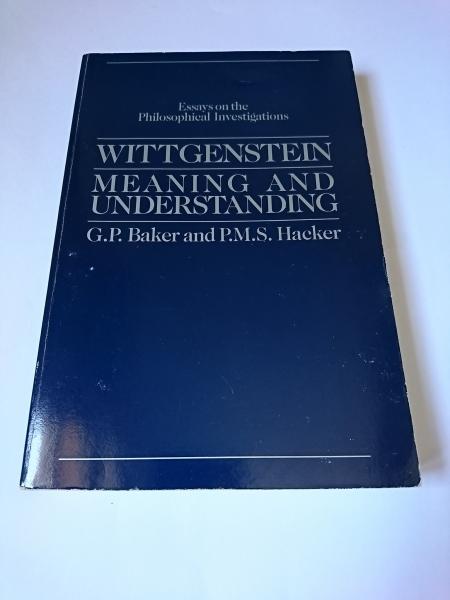 Essays on the
Philosophical Investigations
WITTGENSTEIN
MEANING AND
UNDERSTANDING
G.P. Baker and P.M.S. Hacker